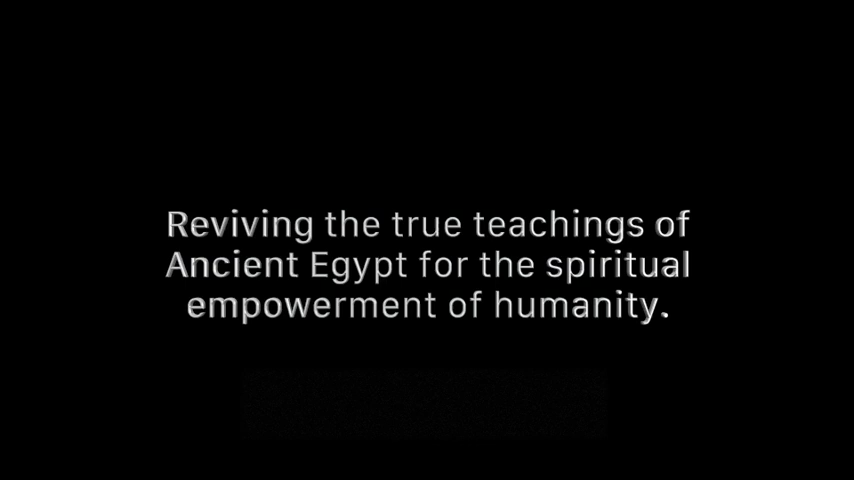 Reviving the true teachings of
Ancient Egypt for the spiritual
empowerment of humanity.